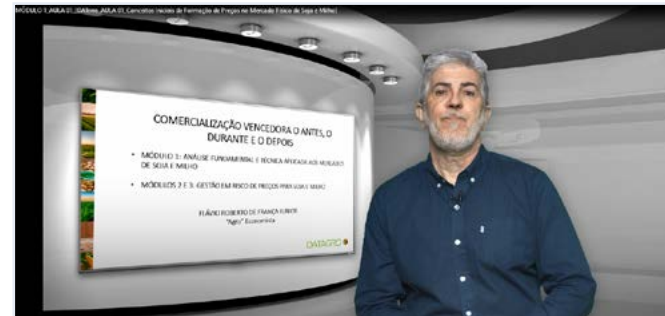 MÓDULO 1_AULA 01_ Conceitos Iniciais de Formação de Preços no Mercado Físico de Soja e Milho
COMERCIALIZAÇÃO VENCEDORA O ANTES, O
DURANTE E O DEPOIS
• MÓDULO 1: ANÁLISE FUNDAMENTAL E TÉCNICA APLICADA AOS MERCADOS
DE SOJA E MILHO
• MÓDULOS 2 E 3: GESTÃO EM RISCO DE PREÇOS PARA SOJA E MILHO
FLÁVIO ROBERTO DE FRANÇA JUNIOR
"Agro" Economista
DATAGRO